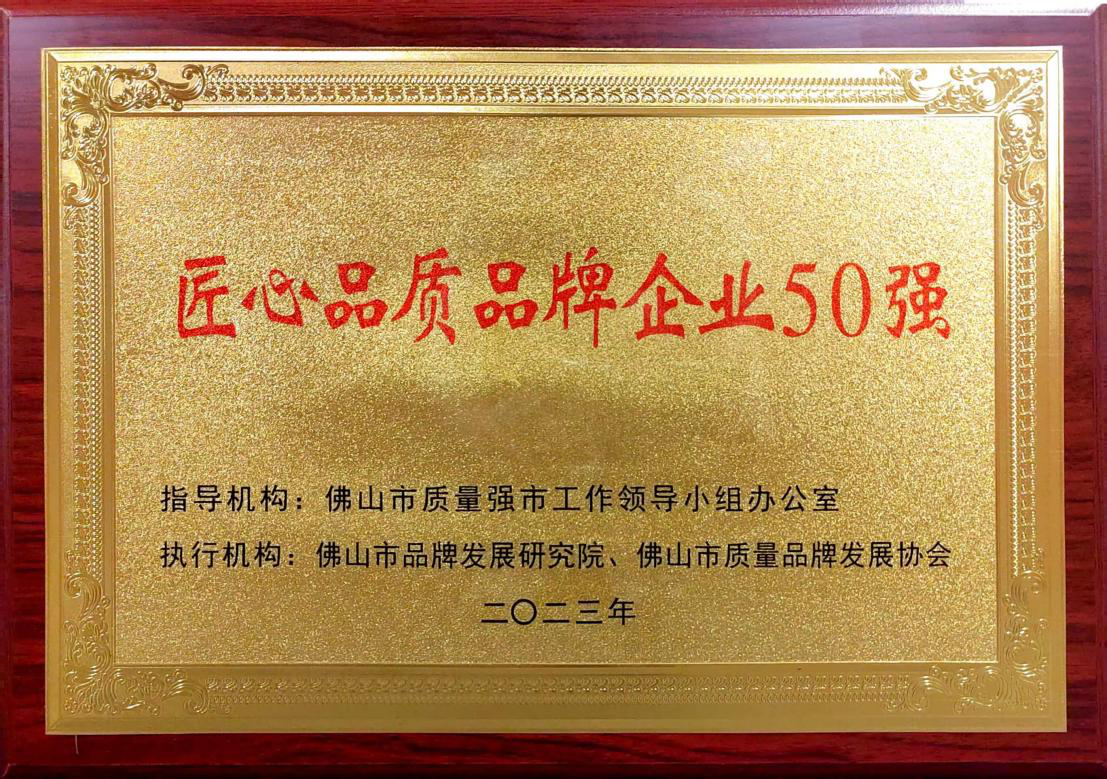 匠心品质品牌企业50强
指导机构：佛山市质量强市工作领导小组办公室
执行机构：佛山市品牌发展研究院、佛山市质量品牌发展协会
二〇二三年